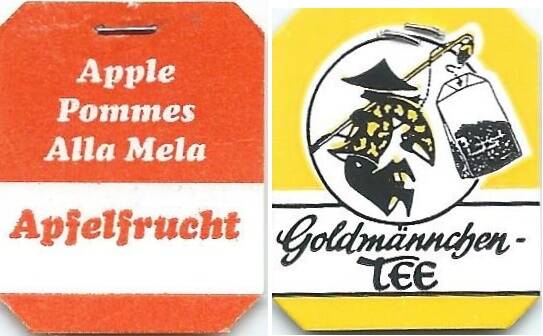 Apple
Pommes
Alla Mela
Apfelfrucht
Goldmännchen-
TEE